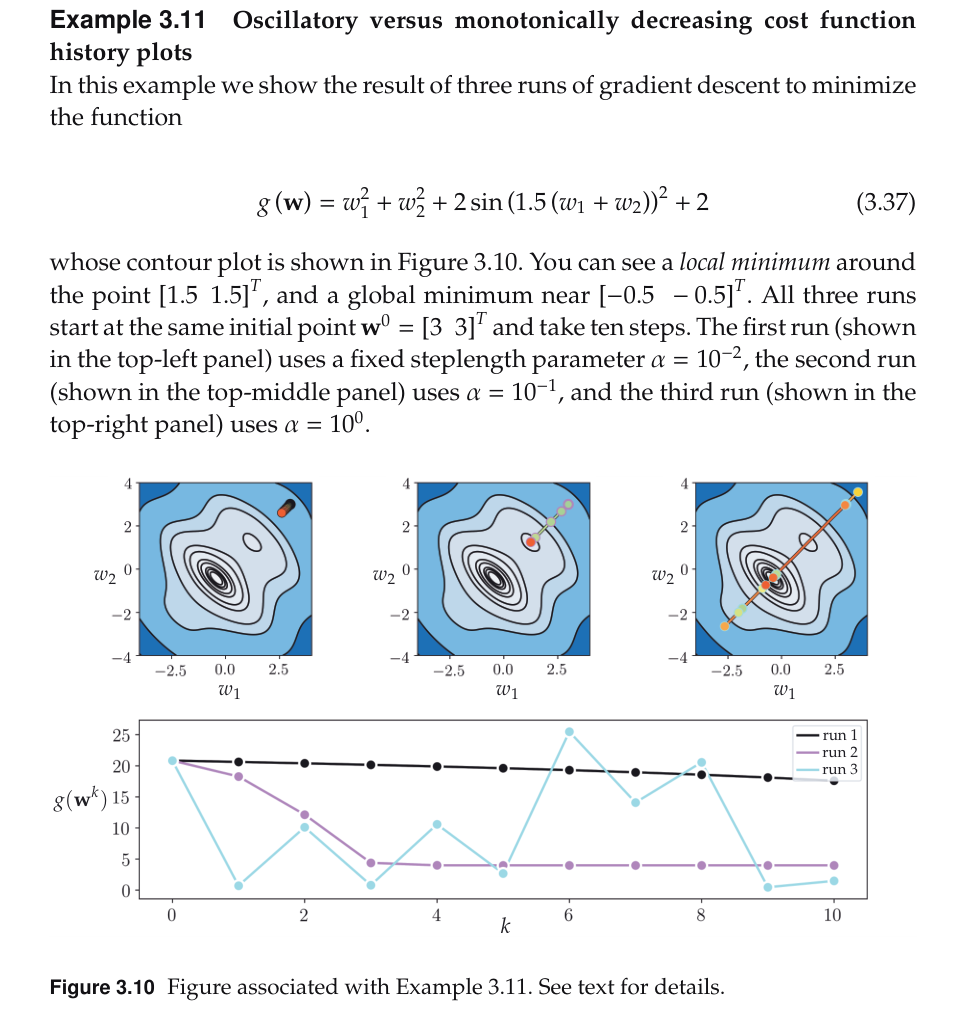 Example 3.11 Oscillatory versus monotonically decreasing cost function
history plots
In this example we show the result of three runs of gradient descent to minimize
the function
g (w) = w₁² + w₂² + 2 sin (1.5 (w₁ + w₂))² + 2 (3.37)
whose contour plot is shown in Figure 3.10. You can see a local minimum around
the point [1.5 1.5]ᵀ, and a global minimum near [−0.5 − 0.5]ᵀ. All three runs
start at the same initial point w⁰ = [3 3]ᵀ and take ten steps. The first run (shown
in the top-left panel) uses a fixed steplength parameter α = 10⁻², the second run
(shown in the top-middle panel) uses α = 10⁻¹, and the third run (shown in the
top-right panel) uses α = 10⁰.
4
2
w₂ 0
−2
−4
−2.5 0.0 2.5
w₁
4
2
w₂ 0
−2
−4
−2.5 0.0 2.5
w₁
4
2
w₂ 0
−2
−4
−2.5 0.0 2.5
w₁
25
20
g(wᵏ) 15
10
5
0
run 1
run 2
run 3
0 2 4 6 8 10
k
Figure 3.10 Figure associated with Example 3.11. See text for details.